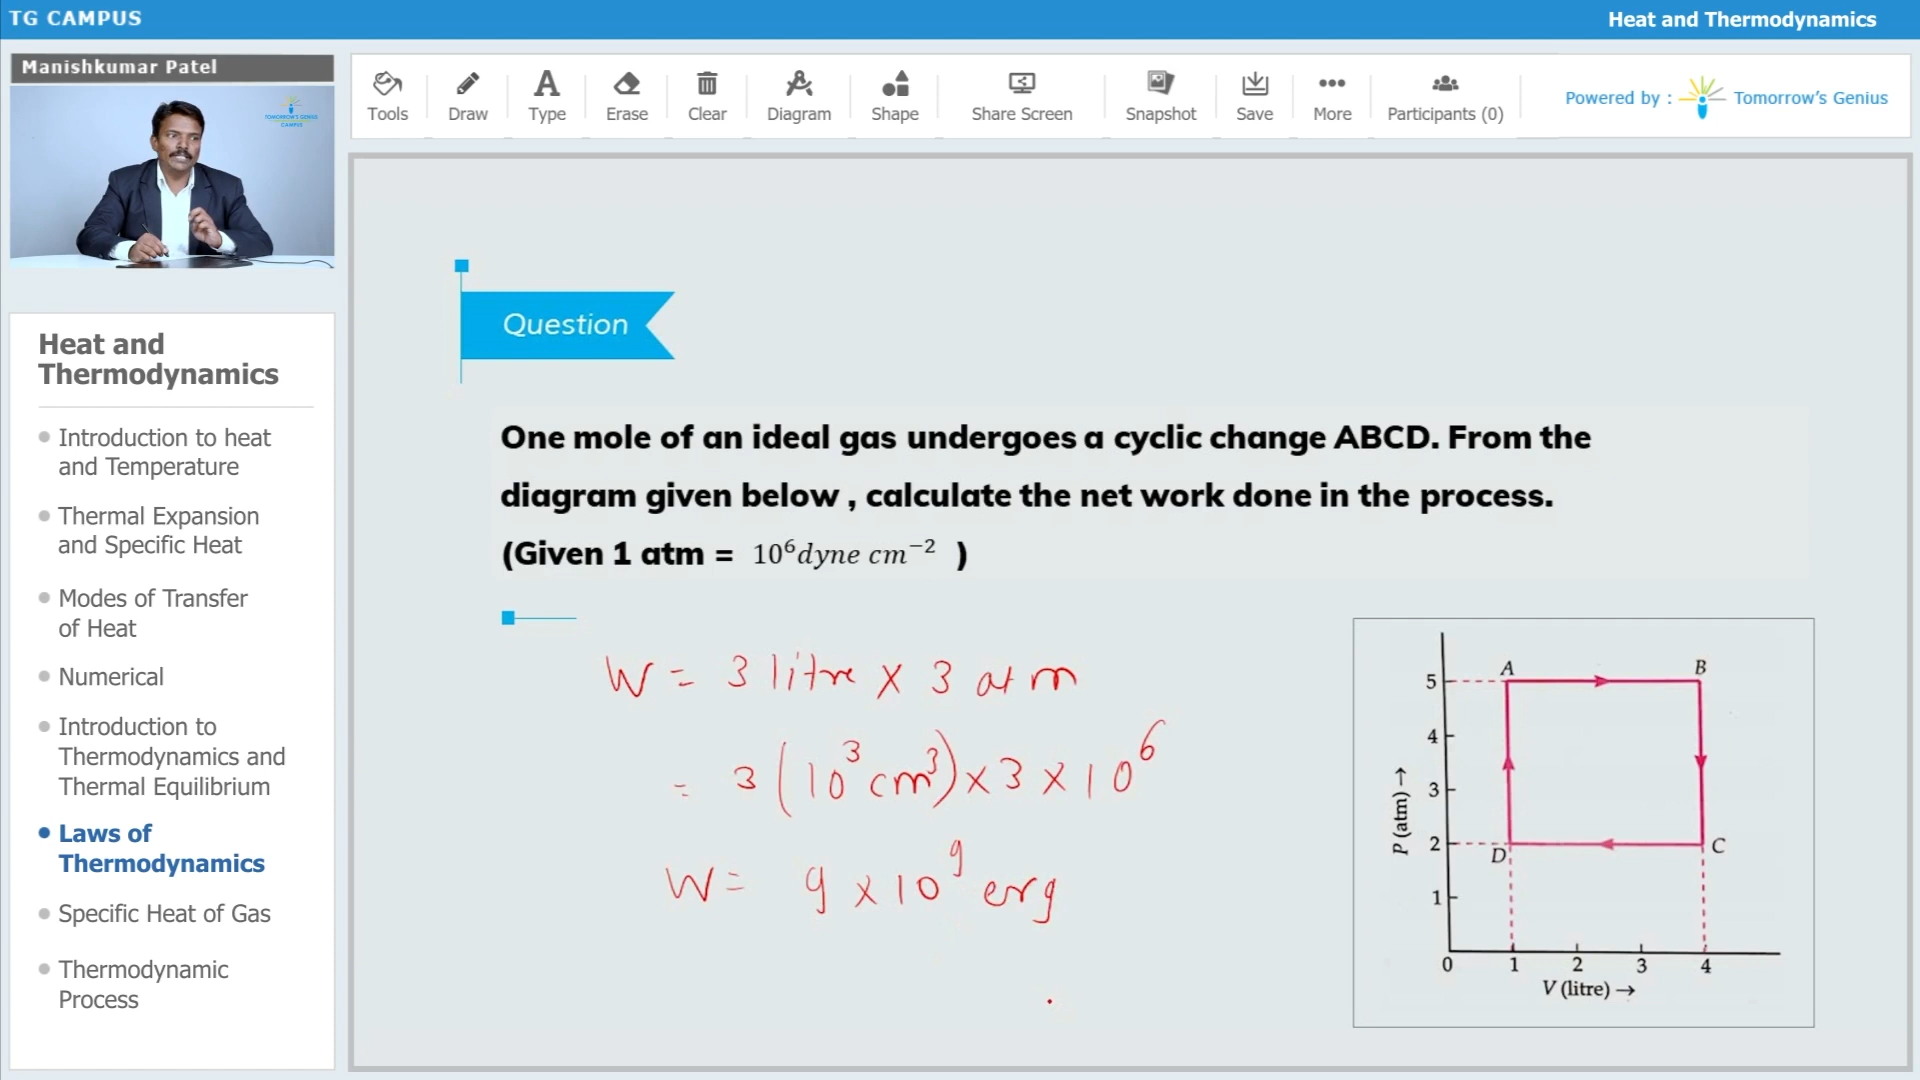 TG CAMPUS
Heat and Thermodynamics
Manishkumar Patel
TOMORROW'S GENIUS
CAMPUS
Tools
Draw
Type
Erase
Clear
Diagram
Shape
Share Screen
Snapshot
Save
More
Participants (0)
Powered by : Tomorrow's Genius
Heat and
Thermodynamics
Introduction to heat
and Temperature
Thermal Expansion
and Specific Heat
Modes of Transfer
of Heat
Numerical
Introduction to
Thermodynamics and
Thermal Equilibrium
Laws of
Thermodynamics
Specific Heat of Gas
Thermodynamic
Process
Question
One mole of an ideal gas undergoes a cyclic change ABCD. From the
diagram given below , calculate the net work done in the process.
(Given 1 atm = 10⁶dyne cm⁻² )
W = 3 litre × 3 atm
= 3 (10³ cm³) × 3 × 10⁶
W = 9 × 10⁹ erg
A B
5
4
3
2
1
D C
P (atm) →
0 1 2 3 4
V (litre) →